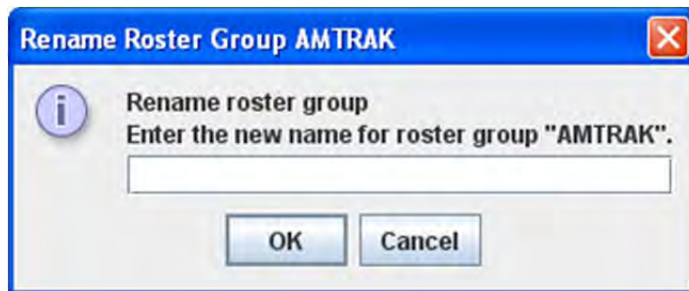 Rename Roster Group AMTRAK
Rename roster group
Enter the new name for roster group "AMTRAK".
OK Cancel